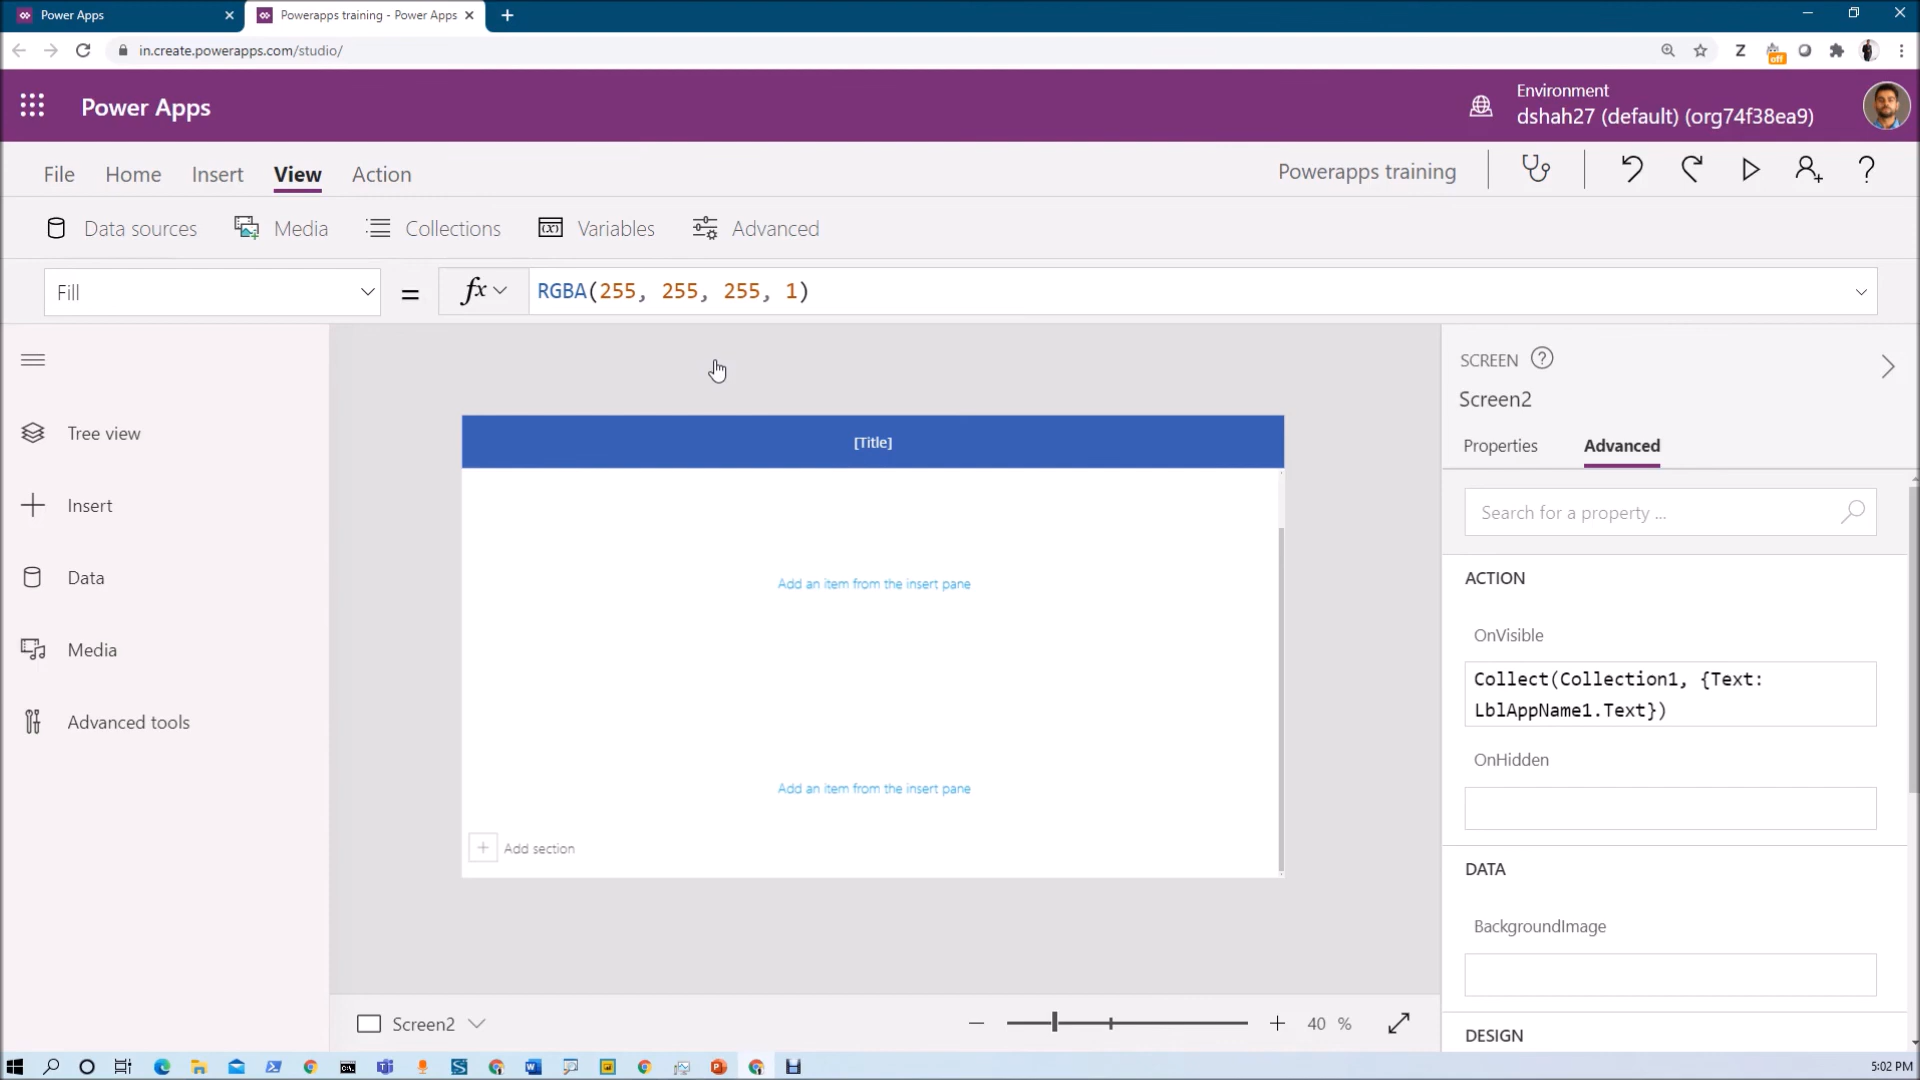 Power Apps
Powerapps training - Power Apps
in.create.powerapps.com/studio/
Z
off
Power Apps
Environment
dshah27 (default) (org74f38ea9)
File
Home
Insert
View
Action
Powerapps training
Data sources
Media
Collections
Variables
Advanced
Fill
=
fx
RGBA(255, 255, 255, 1)
Tree view
Insert
Data
Media
Advanced tools
[Title]
Add an item from the insert pane
Add an item from the insert pane
Add section
SCREEN
Screen2
Properties
Advanced
Search for a property ...
ACTION
OnVisible
Collect(Collection1, {Text:
LblAppName1.Text})
OnHidden
DATA
BackgroundImage
DESIGN
Screen2
40 %
5:02 PM